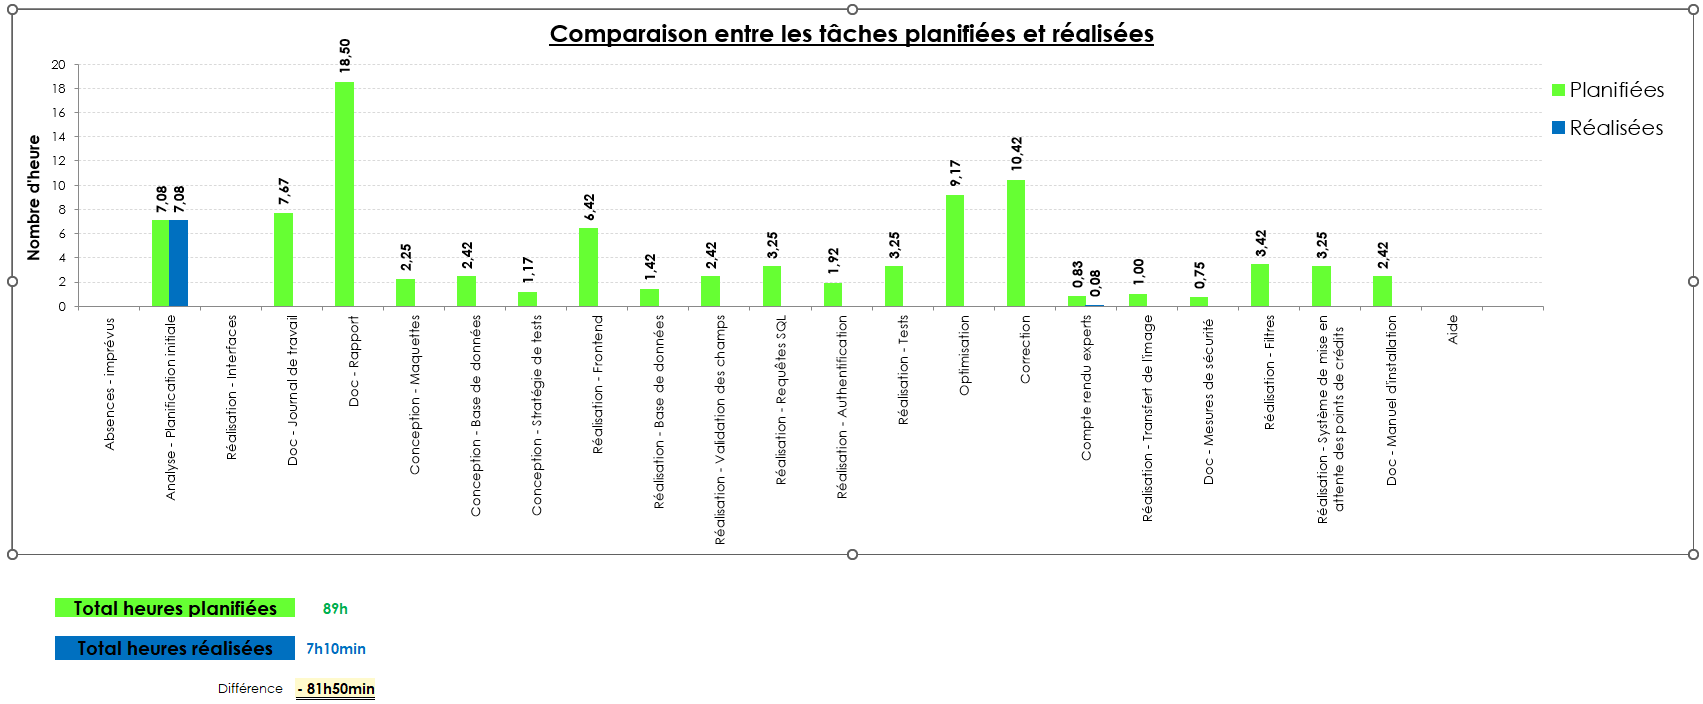 Comparaison entre les tâches planifiées et réalisées
Nombre d'heure
20
18
16
14
12
10
8
6
4
2
0
7,08
7,08
7,67
18,50
2,25
2,42
1,17
6,42
1,42
2,42
3,25
1,92
3,25
9,17
10,42
0,83
0,08
1,00
0,75
3,42
3,25
2,42
Planifiées
Réalisées
Absences - imprévus
Analyse - Planification initiale
Réalisation - Interfaces
Doc - Journal de travail
Doc - Rapport
Conception - Maquettes
Conception - Base de données
Conception - Stratégie de tests
Réalisation - Frontend
Réalisation - Base de données
Réalisation - Validation des champs
Réalisation - Requêtes SQL
Réalisation - Authentification
Réalisation - Tests
Optimisation
Correction
Compte rendu experts
Réalisation - Transfert de l'image
Doc - Mesures de sécurité
Réalisation - Filtres
Réalisation - Système de mise en
attente des points de crédits
Doc - Manuel d'installation
Aide
Total heures planifiées 89h
Total heures réalisées 7h10min
Différence - 81h50min